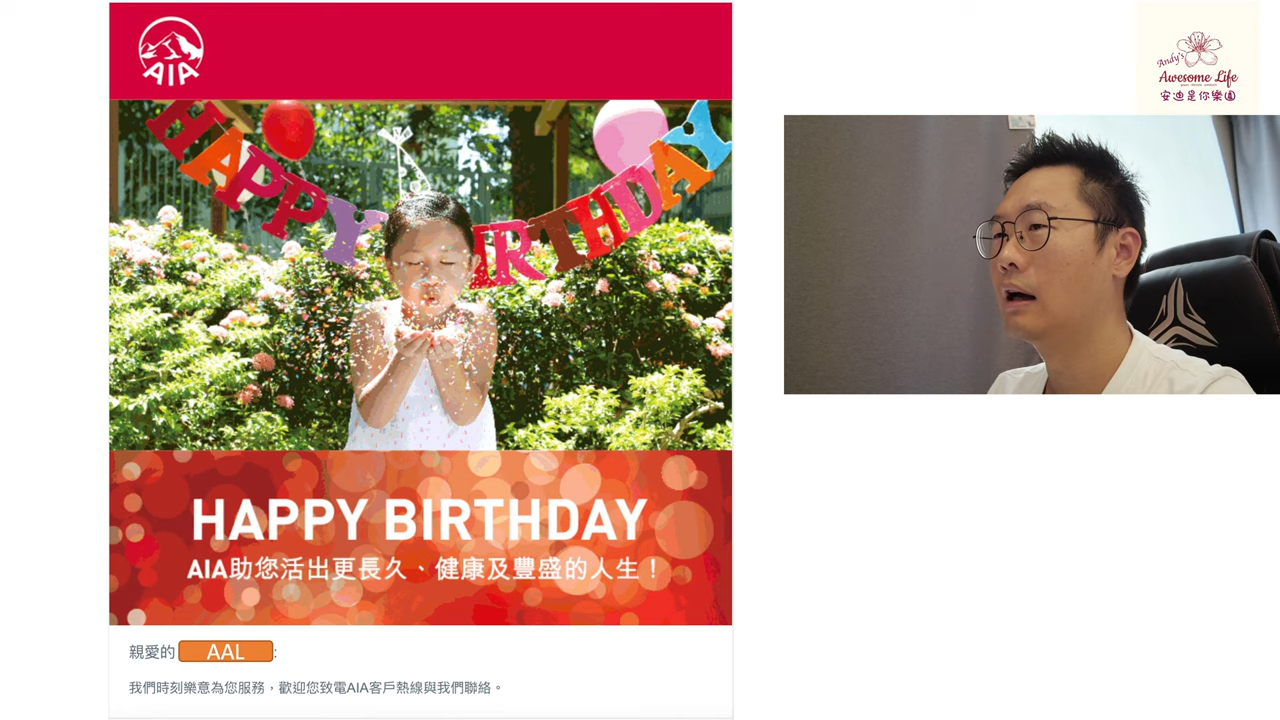 AIA
HAPPY BIRTHDAY
HAPPY BIRTHDAY
AIA助您活出更長久、健康及豐盛的人生！
親愛的 AAL :
我們時刻樂意為您服務，歡迎您致電AIA客戶熱線與我們聯絡。
Andy's
Awesome Life
安迪是你樂園